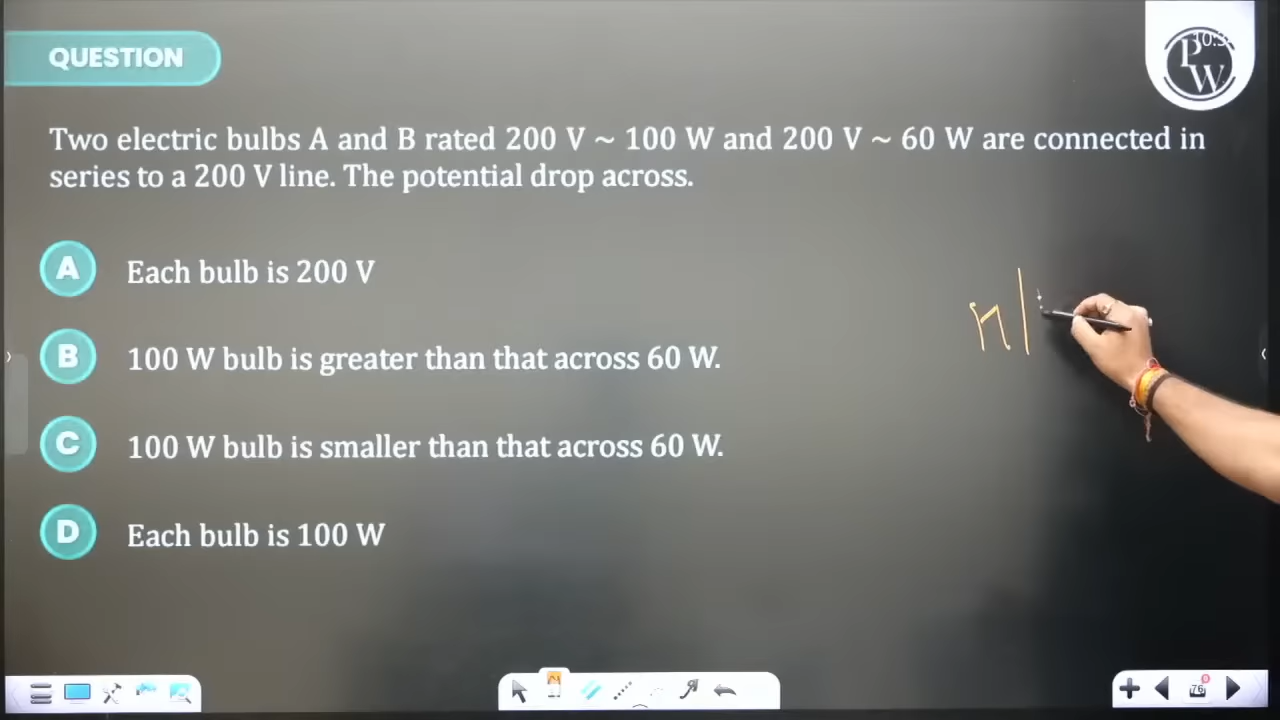 QUESTION
PW
Two electric bulbs A and B rated 200 V ~ 100 W and 200 V ~ 60 W are connected in
series to a 200 V line. The potential drop across.
A Each bulb is 200 V
B 100 W bulb is greater than that across 60 W.
C 100 W bulb is smaller than that across 60 W.
D Each bulb is 100 W
76